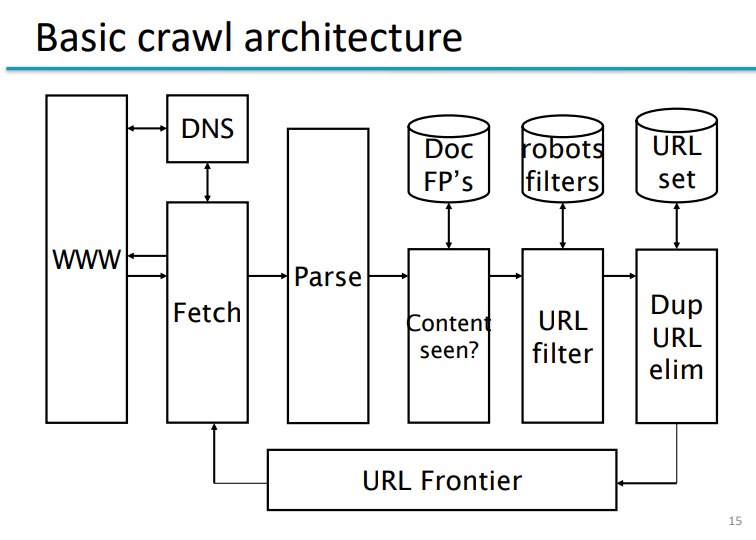 Basic crawl architecture
DNS
Doc
FP’s
robots
filters
URL
set
WWW
Fetch
Parse
Content
seen?
URL
filter
Dup
URL
elim
URL Frontier
15